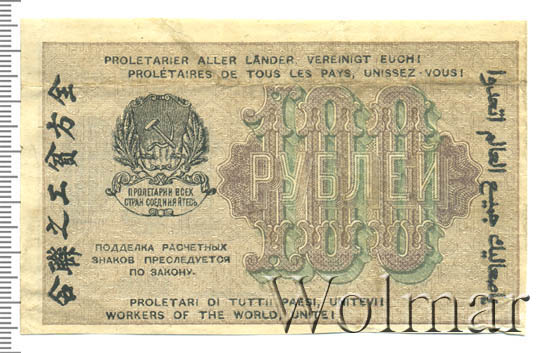 PROLETARIER ALLER LÄNDER, VEREINIGT EUCH!
PROLÉTAIRES DE TOUS LES PAYS, UNISSEZ-VOUS!
ПРОЛЕТАРИИ ВСЕХ
СТРАН СОЕДИНЯЙТЕСЬ.
100
РУБЛЕЙ
ПОДДЕЛКА РАСЧЕТНЫХ
ЗНАКОВ ПРЕСЛЕДУЕТСЯ
ПО ЗАКОНУ.
PROLETARI DI TUTTI I PAESI, UNITEVI!
WORKERS OF THE WORLD, UNITE!
Wolmar